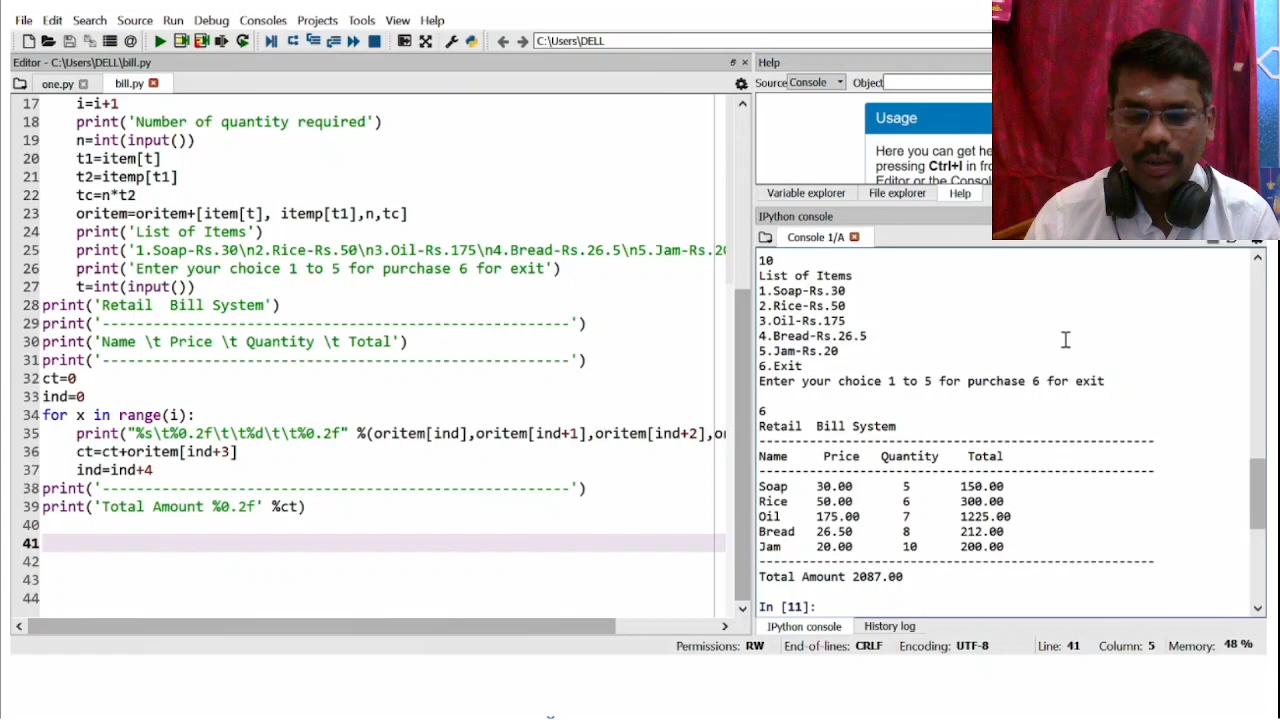 File Edit Search Source Run Debug Consoles Projects Tools View Help
C:\Users\DELL
Editor - C:\Users\DELL\bill.py
one.py bill.py
17 i=i+1
18 print('Number of quantity required')
19 n=int(input())
20 t1=item[t]
21 t2=itemp[t1]
22 tc=n*t2
23 oritem=oritem+[item[t], itemp[t1],n,tc]
24 print('List of Items')
25 print('1.Soap-Rs.30\n2.Rice-Rs.50\n3.Oil-Rs.175\n4.Bread-Rs.26.5\n5.Jam-Rs.20
26 print('Enter your choice 1 to 5 for purchase 6 for exit')
27 t=int(input())
28 print('Retail  Bill System')
29 print('--------------------------------------------------------')
30 print('Name \t Price \t Quantity \t Total')
31 print('--------------------------------------------------------')
32 ct=0
33 ind=0
34 for x in range(i):
35 print("%s\t%0.2f\t\t%d\t\t%0.2f" %(oritem[ind],oritem[ind+1],oritem[ind+2],o
36 ct=ct+oritem[ind+3]
37 ind=ind+4
38 print('--------------------------------------------------------')
39 print('Total Amount %0.2f' %ct)
40
41
42
43
44
Help
Source Console Object
Usage
Here you can get he
pressing Ctrl+I in fr
Editor or the Conso
Variable explorer File explorer Help
IPython console
Console 1/A
10
List of Items
1.Soap-Rs.30
2.Rice-Rs.50
3.Oil-Rs.175
4.Bread-Rs.26.5
5.Jam-Rs.20
6.Exit
Enter your choice 1 to 5 for purchase 6 for exit
6
Retail  Bill System
-------------------------------------------------------
Name Price Quantity Total
-------------------------------------------------------
Soap 30.00 5 150.00
Rice 50.00 6 300.00
Oil 175.00 7 1225.00
Bread 26.50 8 212.00
Jam 20.00 10 200.00
-------------------------------------------------------
Total Amount 2087.00
In [11]:
IPython console History log
Permissions: RW End-of-lines: CRLF Encoding: UTF-8 Line: 41 Column: 5 Memory: 48 %